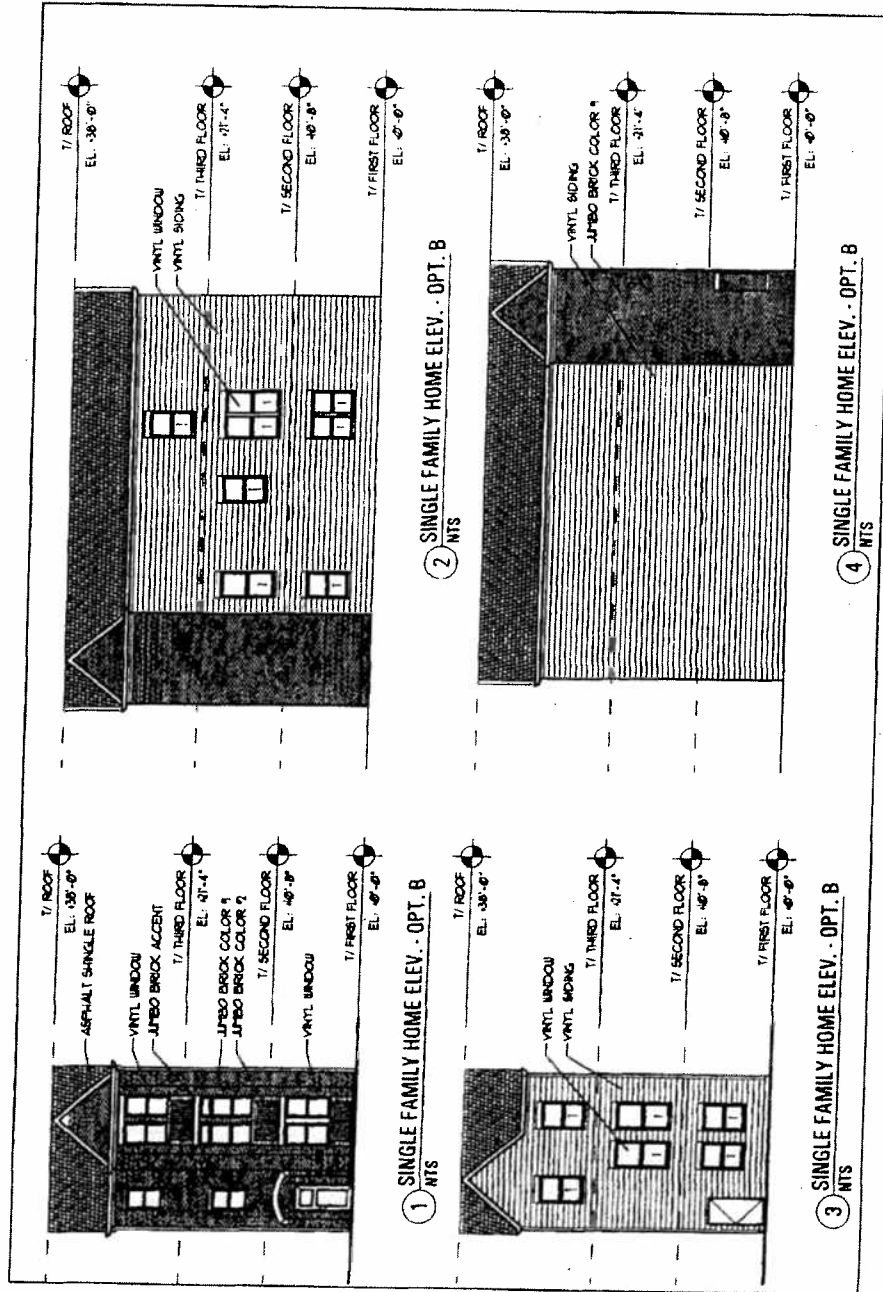 T/ ROOF
EL: +38'-0"
ASPHALT SHINGLE ROOF
VINYL WINDOW
JUMBO BRICK ACCENT
T/ THIRD FLOOR
EL: +21'-4"
JUMBO BRICK COLOR
JUMBO BRICK COLOR
T/ SECOND FLOOR
EL: +10'-8"
VINYL WINDOW
T/ FIRST FLOOR
EL: +0'-0"
1 SINGLE FAMILY HOME ELEV. - OPT. B
NTS
T/ ROOF
EL: +38'-0"
VINYL WINDOW
VINYL SIDING
T/ THIRD FLOOR
EL: +21'-4"
T/ SECOND FLOOR
EL: +10'-8"
T/ FIRST FLOOR
EL: +0'-0"
2 SINGLE FAMILY HOME ELEV. - OPT. B
NTS
T/ ROOF
EL: +38'-0"
VINYL WINDOW
VINYL SIDING
T/ THIRD FLOOR
EL: +21'-4"
T/ SECOND FLOOR
EL: +10'-8"
T/ FIRST FLOOR
EL: +0'-0"
3 SINGLE FAMILY HOME ELEV. - OPT. B
NTS
T/ ROOF
EL: +38'-0"
VINYL SIDING
JUMBO BRICK COLOR
T/ THIRD FLOOR
EL: +21'-4"
T/ SECOND FLOOR
EL: +10'-8"
T/ FIRST FLOOR
EL: +0'-0"
4 SINGLE FAMILY HOME ELEV. - OPT. B
NTS